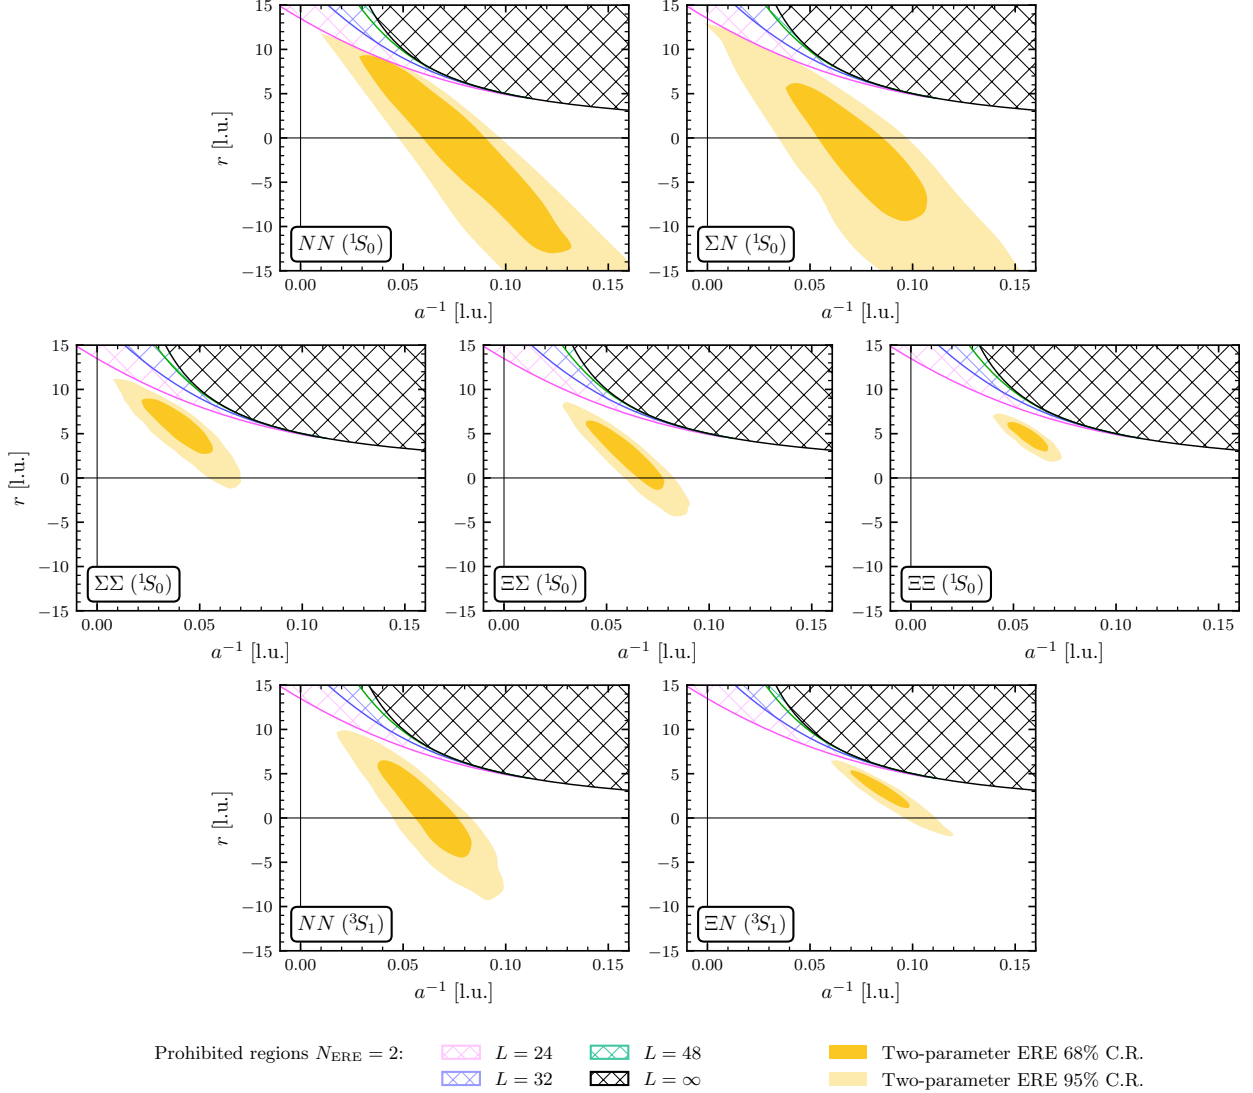 15
10
5
0
−5
−10
−15
r [l.u.]
NN (¹S₀)
0.00 0.05 0.10 0.15
a⁻¹ [l.u.]
15
10
5
0
−5
−10
−15
r [l.u.]
ΣN (¹S₀)
0.00 0.05 0.10 0.15
a⁻¹ [l.u.]
15
10
5
0
−5
−10
−15
r [l.u.]
ΣΣ (¹S₀)
0.00 0.05 0.10 0.15
a⁻¹ [l.u.]
15
10
5
0
−5
−10
−15
ΞΣ (¹S₀)
0.00 0.05 0.10 0.15
a⁻¹ [l.u.]
15
10
5
0
−5
−10
−15
ΞΞ (¹S₀)
0.00 0.05 0.10 0.15
a⁻¹ [l.u.]
15
10
5
0
−5
−10
−15
r [l.u.]
NN (³S₁)
0.00 0.05 0.10 0.15
a⁻¹ [l.u.]
15
10
5
0
−5
−10
−15
r [l.u.]
ΞN (³S₁)
0.00 0.05 0.10 0.15
a⁻¹ [l.u.]
Prohibited regions N_ERE = 2: L = 24 L = 48 Two-parameter ERE 68% C.R.
L = 32 L = ∞ Two-parameter ERE 95% C.R.